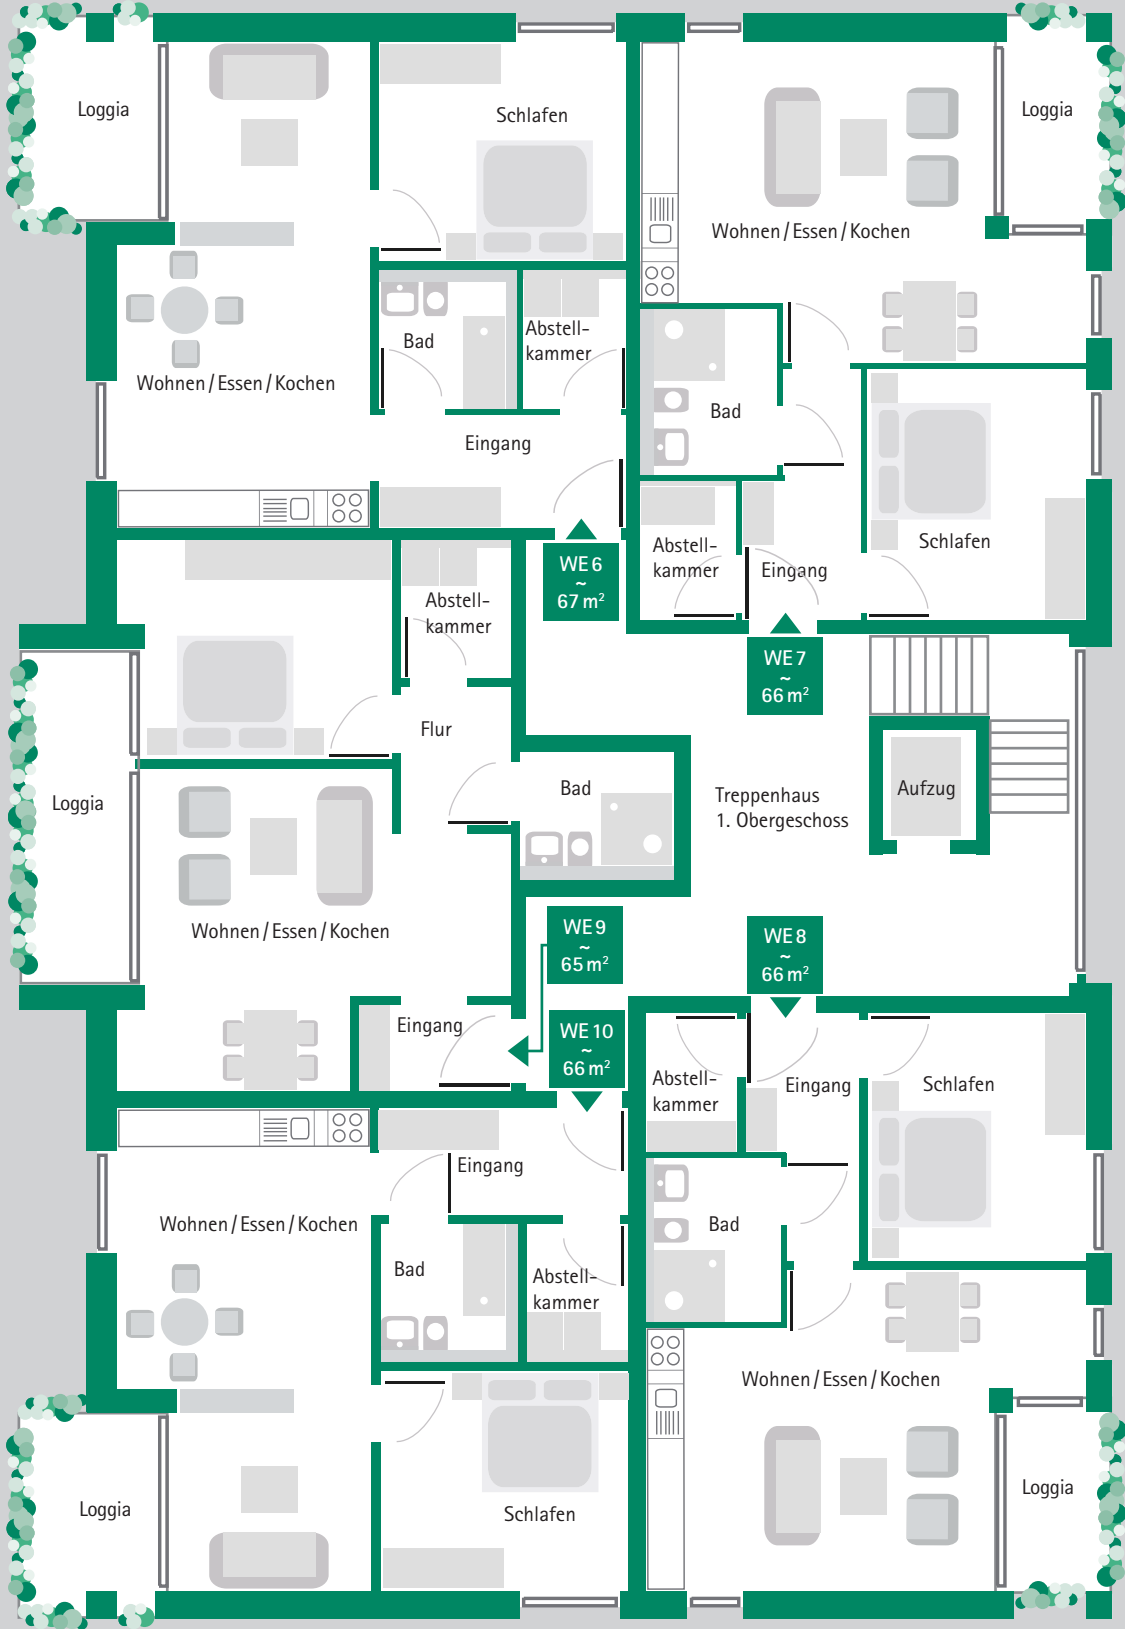 Loggia
Schlafen
Loggia
Wohnen / Essen / Kochen
Bad
Abstell-
kammer
Wohnen / Essen / Kochen
Bad
Eingang
Abstell-
kammer
Eingang
Schlafen
WE 6
~
67 m²
Abstell-
kammer
WE 7
~
66 m²
Flur
Loggia
Bad
Treppenhaus
1. Obergeschoss
Aufzug
Wohnen / Essen / Kochen
WE 9
~
65 m²
WE 8
~
66 m²
Eingang
WE 10
~
66 m²
Abstell-
kammer
Eingang
Schlafen
Eingang
Wohnen / Essen / Kochen
Bad
Bad
Abstell-
kammer
Wohnen / Essen / Kochen
Loggia
Schlafen
Loggia